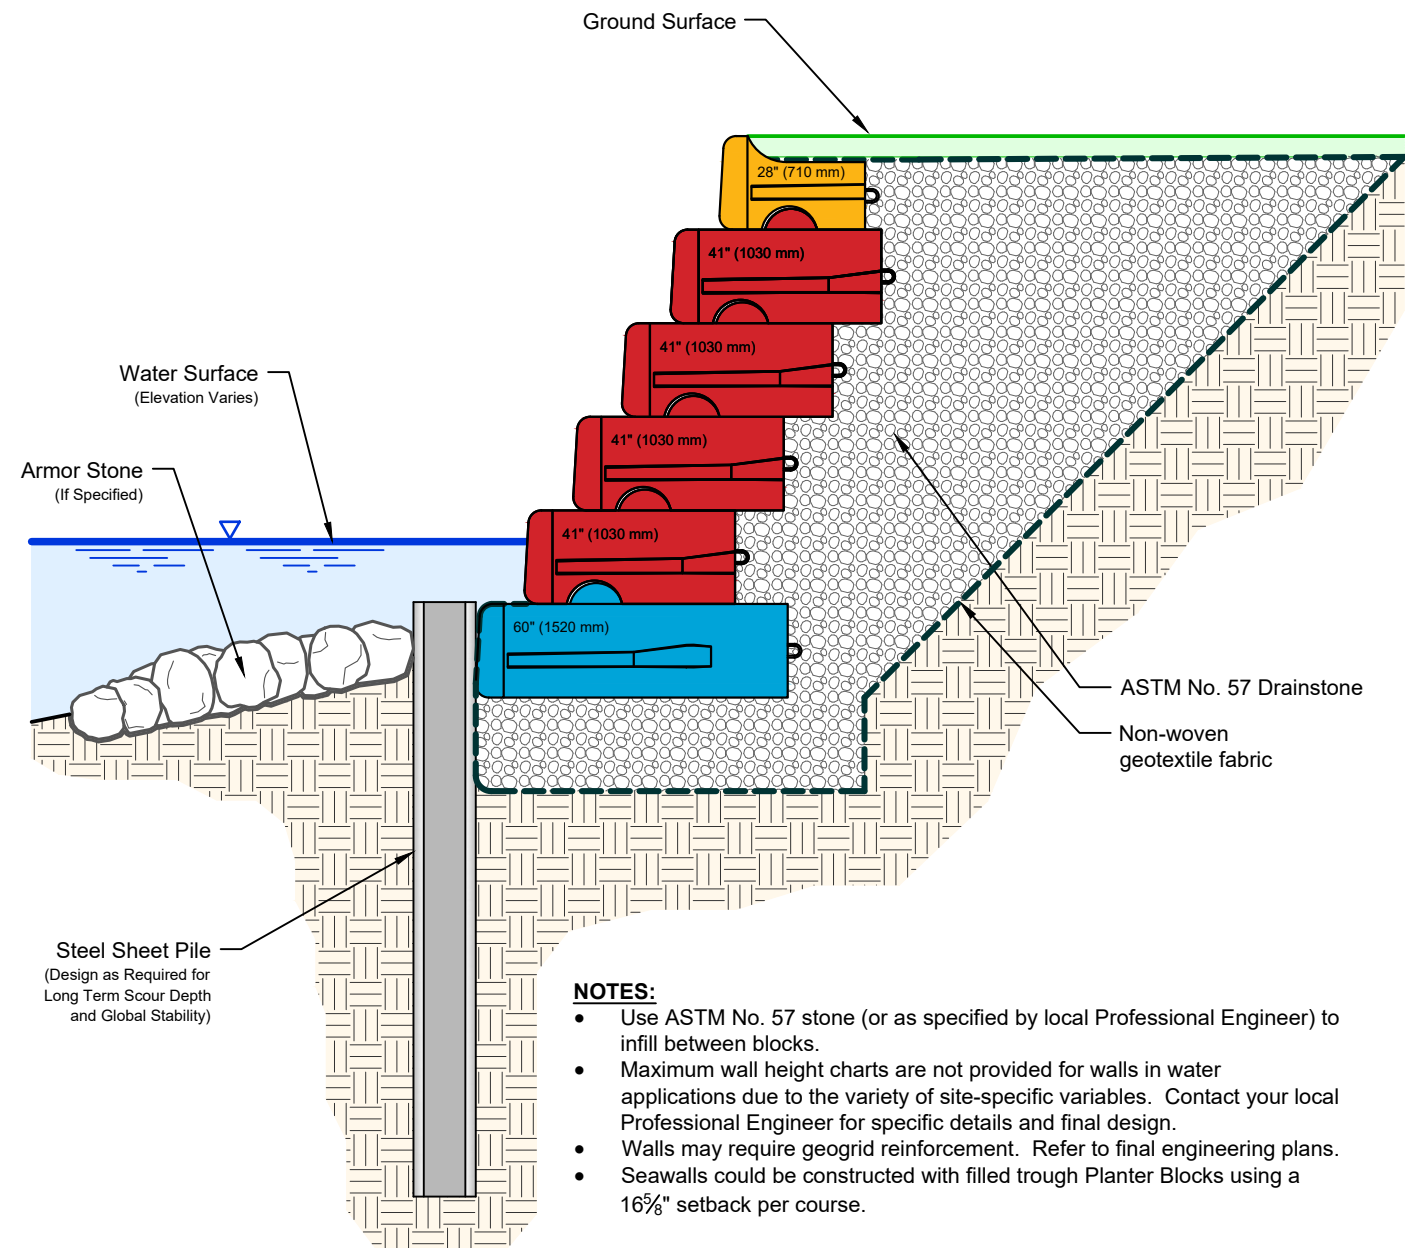 Ground Surface
28" (710 mm)
41" (1030 mm)
41" (1030 mm)
41" (1030 mm)
41" (1030 mm)
60" (1520 mm)
Water Surface
(Elevation Varies)
Armor Stone
(If Specified)
ASTM No. 57 Drainstone
Non-woven
geotextile fabric
Steel Sheet Pile
(Design as Required for
Long Term Scour Depth
and Global Stability)
NOTES:
• Use ASTM No. 57 stone (or as specified by local Professional Engineer) to
infill between blocks.
• Maximum wall height charts are not provided for walls in water
applications due to the variety of site-specific variables. Contact your local
Professional Engineer for specific details and final design.
• Walls may require geogrid reinforcement. Refer to final engineering plans.
• Seawalls could be constructed with filled trough Planter Blocks using a
16⅝" setback per course.